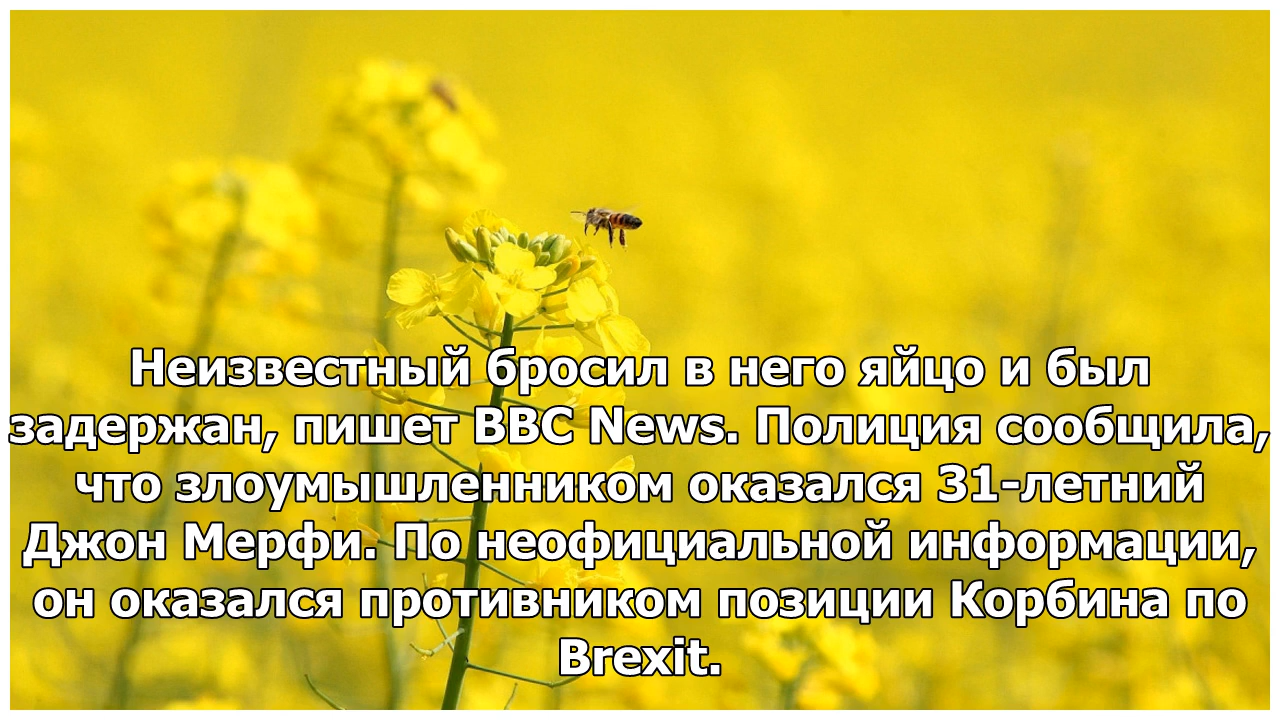 Неизвестный бросил в него яйцо и был
задержан, пишет BBC News. Полиция сообщила,
что злоумышленником оказался 31-летний
Джон Мерфи. По неофициальной информации,
он оказался противником позиции Корбина по
Brexit.